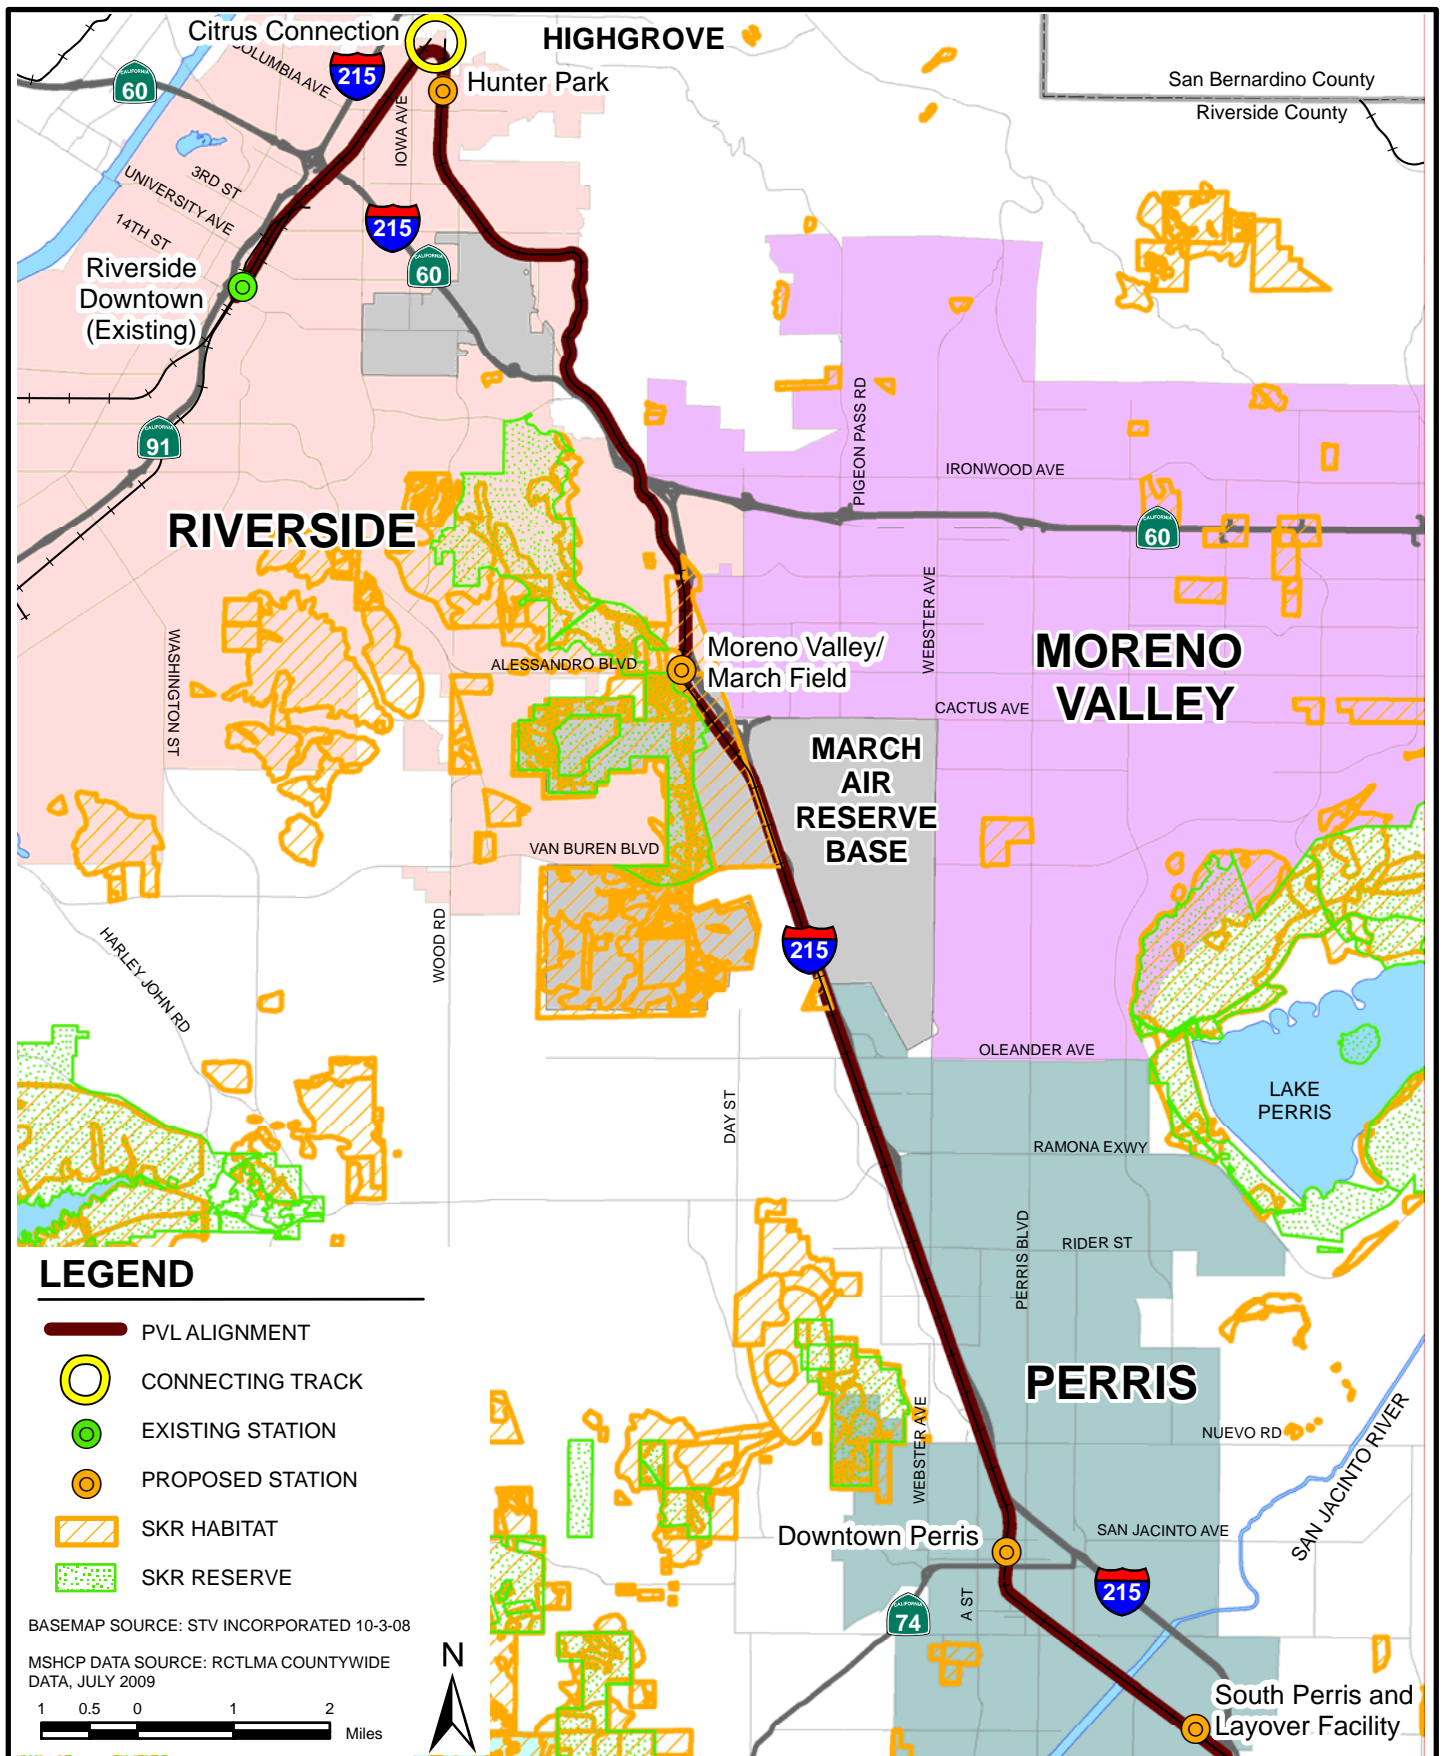 Citrus Connection
HIGHGROVE
COLUMBIA AVE
215
CALIFORNIA
60
Hunter Park
San Bernardino County
Riverside County
IOWA AVE
3RD ST
UNIVERSITY AVE
14TH ST
215
CALIFORNIA
60
Riverside
Downtown
(Existing)
CALIFORNIA
91
PIGEON PASS RD
IRONWOOD AVE
RIVERSIDE
CALIFORNIA
60
WEBSTER AVE
WASHINGTON ST
ALESSANDRO BLVD
Moreno Valley/
March Field
MORENO
VALLEY
CACTUS AVE
MARCH
AIR
RESERVE
BASE
VAN BUREN BLVD
HARLEY JOHN RD
WOOD RD
215
OLEANDER AVE
LAKE
PERRIS
DAY ST
RAMONA EXWY
PERRIS BLVD
RIDER ST
LEGEND
PVL ALIGNMENT
CONNECTING TRACK
EXISTING STATION
PROPOSED STATION
SKR HABITAT
SKR RESERVE
PERRIS
WEBSTER AVE
NUEVO RD
SAN JACINTO RIVER
Downtown Perris
SAN JACINTO AVE
215
A ST
CALIFORNIA
74
BASEMAP SOURCE: STV INCORPORATED 10-3-08
MSHCP DATA SOURCE: RCTLMA COUNTYWIDE
DATA, JULY 2009
1 0.5 0 1 2
Miles
N
South Perris and
Layover Facility